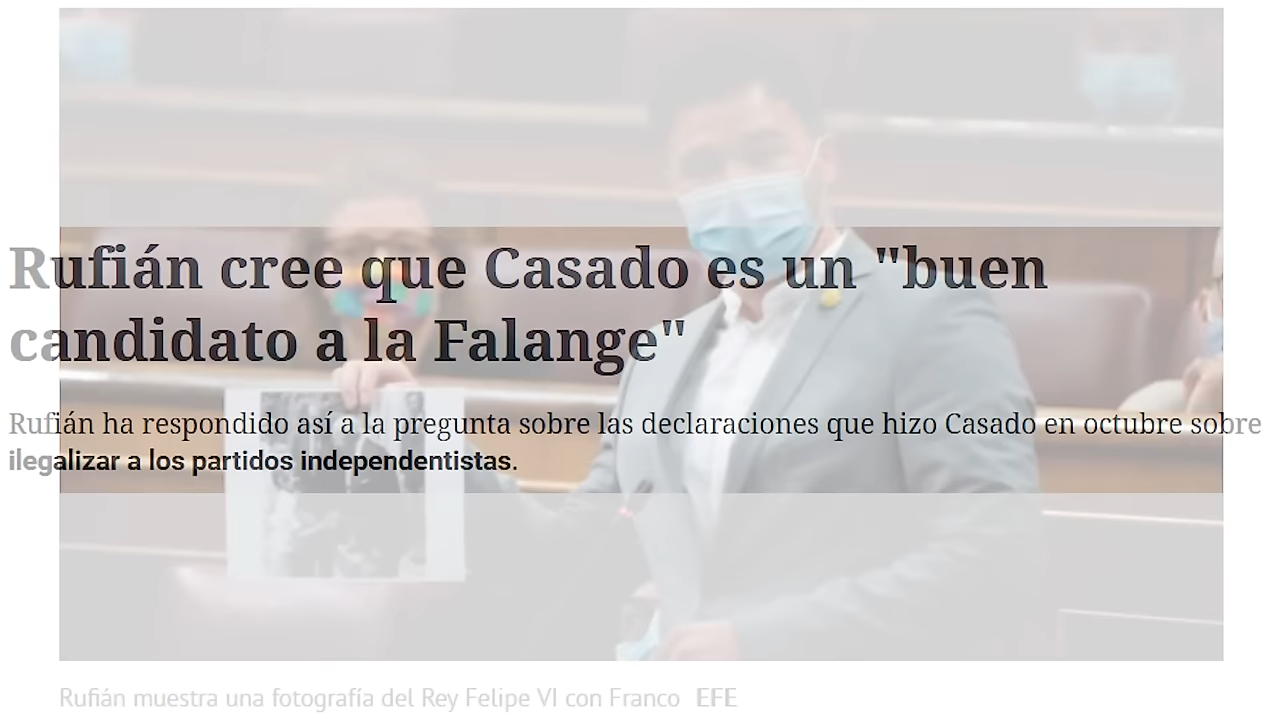 Rufián cree que Casado es un "buen
candidato a la Falange"
Rufián ha respondido así a la pregunta sobre las declaraciones que hizo Casado en octubre sobre
ilegalizar a los partidos independentistas.
Rufián muestra una fotografía del Rey Felipe VI con Franco EFE